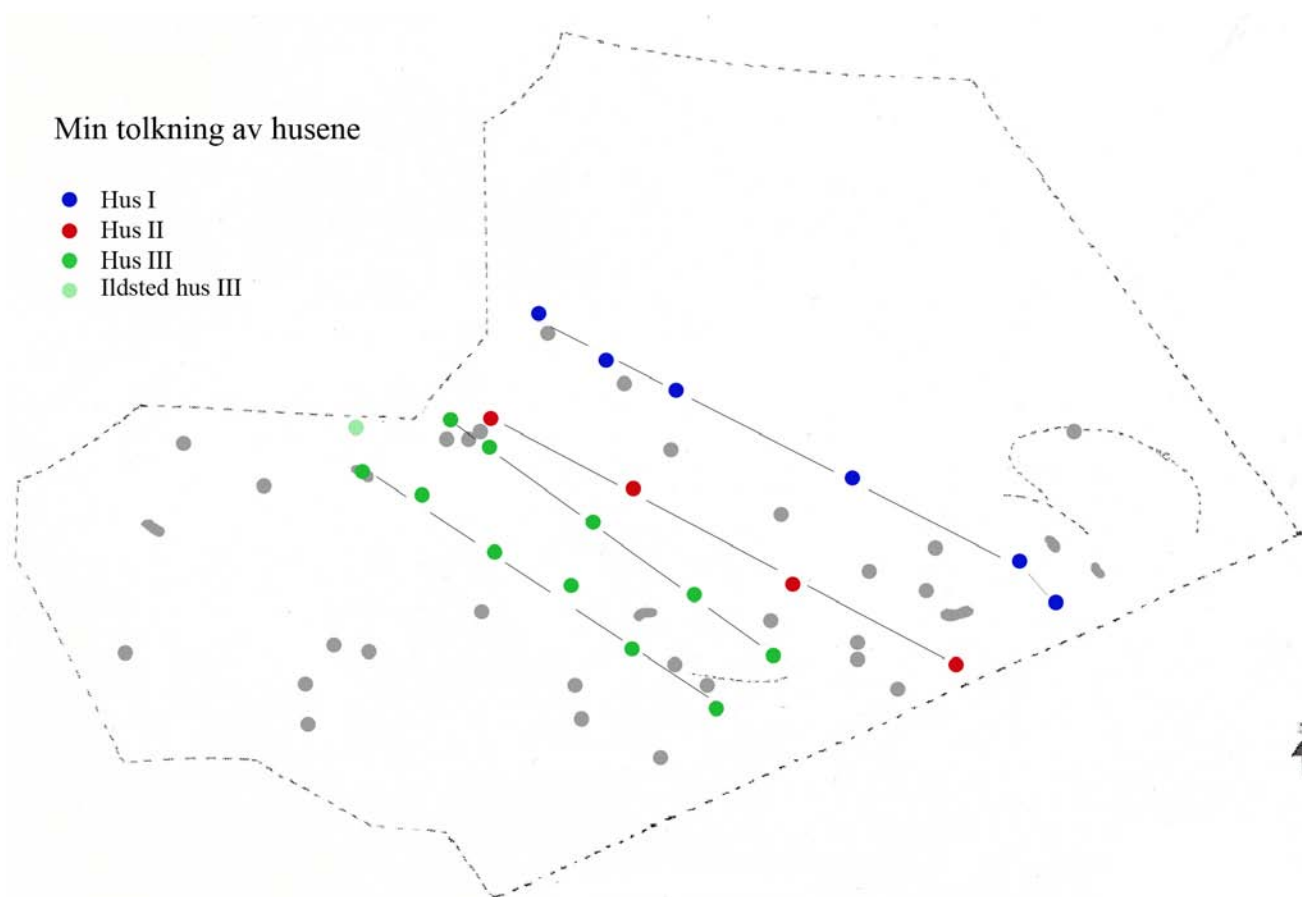 Min tolkning av husene
Hus I
Hus II
Hus III
Ildsted hus III